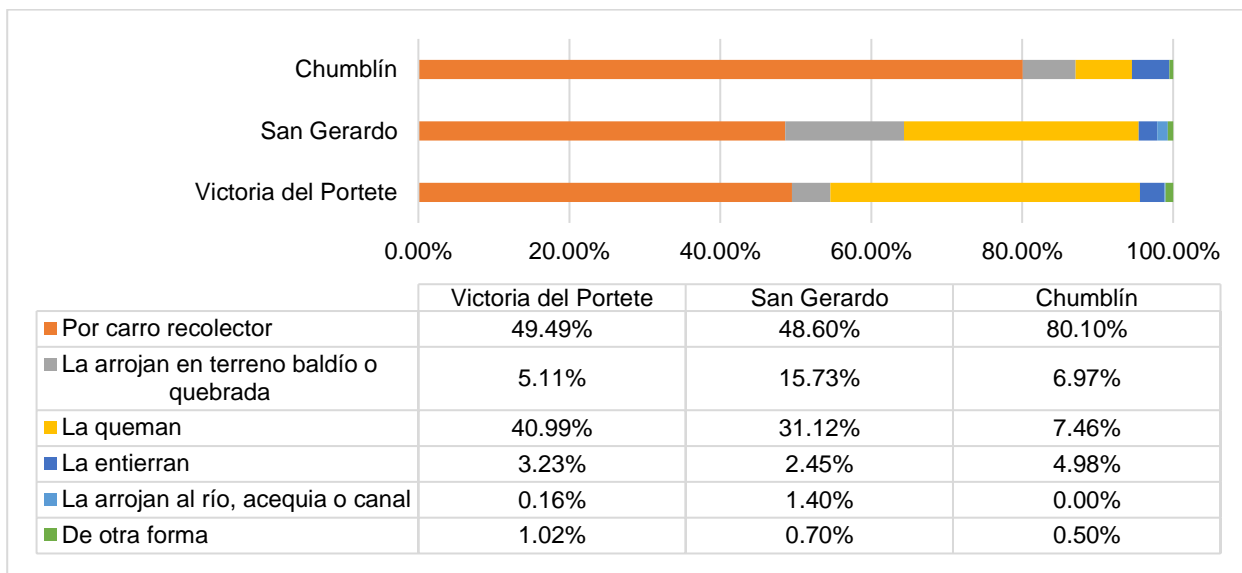 Chumblín
San Gerardo
Victoria del Portete
0.00% 20.00% 40.00% 60.00% 80.00% 100.00%
Victoria del Portete San Gerardo Chumblín
Por carro recolector 49.49% 48.60% 80.10%
La arrojan en terreno baldío o
quebrada 5.11% 15.73% 6.97%
La queman 40.99% 31.12% 7.46%
La entierran 3.23% 2.45% 4.98%
La arrojan al río, acequia o canal 0.16% 1.40% 0.00%
De otra forma 1.02% 0.70% 0.50%